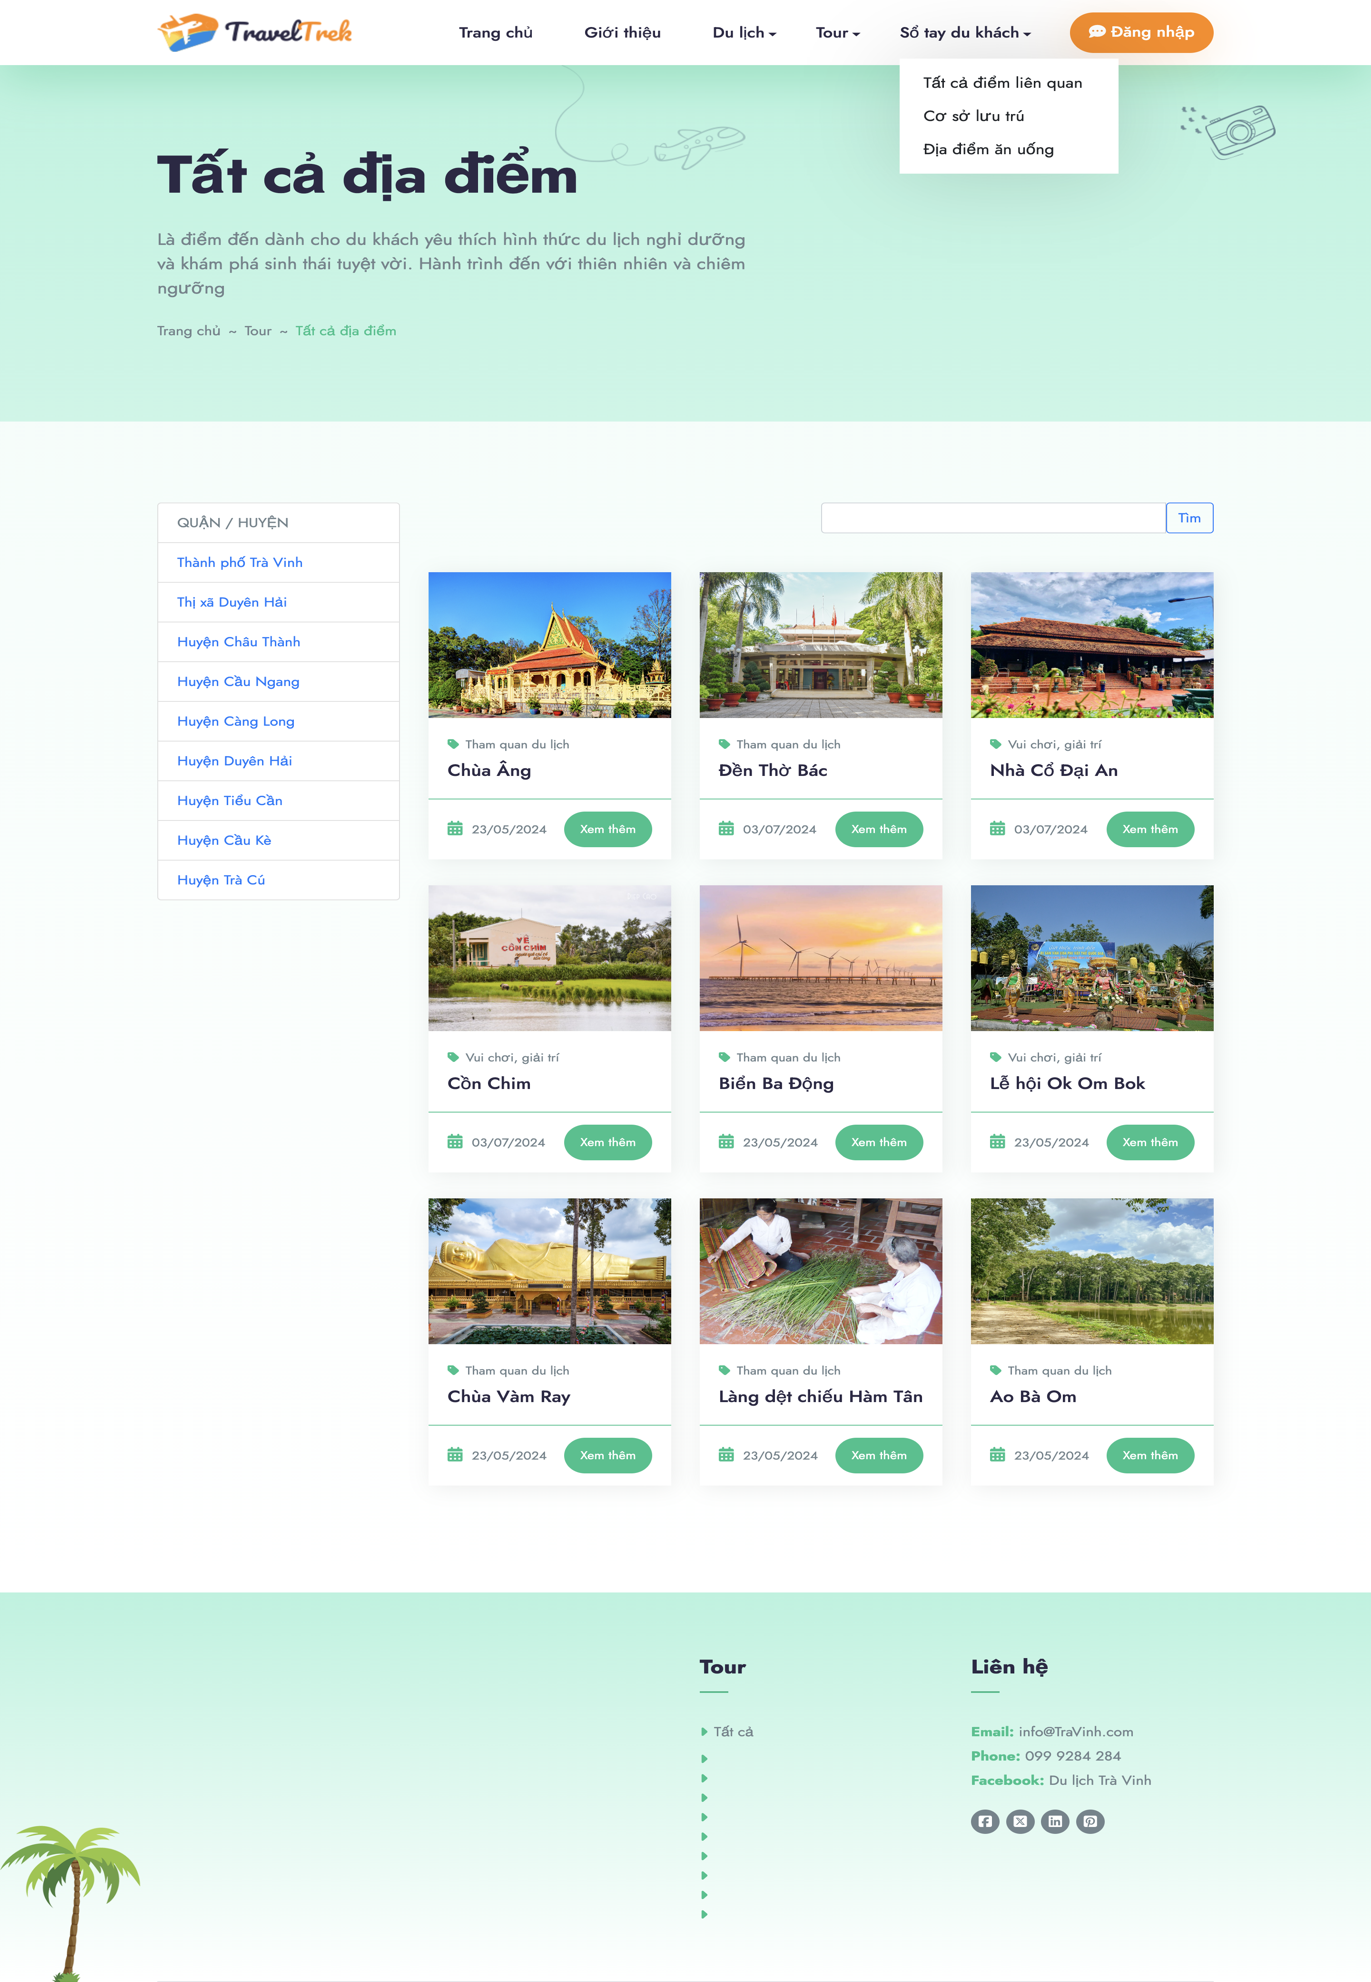 TravelTrek
Trang chủ
Giới thiệu
Du lịch
Tour
Sổ tay du khách
Đăng nhập
Tất cả điểm liên quan
Cơ sở lưu trú
Địa điểm ăn uống
Tất cả địa điểm
Là điểm đến dành cho du khách yêu thích hình thức du lịch nghỉ dưỡng
và khám phá sinh thái tuyệt vời. Hành trình đến với thiên nhiên và chiêm
ngưỡng
Trang chủ ~ Tour ~ Tất cả địa điểm
QUẬN / HUYỆN
Thành phố Trà Vinh
Thị xã Duyên Hải
Huyện Châu Thành
Huyện Cầu Ngang
Huyện Càng Long
Huyện Duyên Hải
Huyện Tiểu Cần
Huyện Cầu Kè
Huyện Trà Cú
Tìm
Tham quan du lịch
Chùa Âng
23/05/2024
Xem thêm
Tham quan du lịch
Đền Thờ Bác
03/07/2024
Xem thêm
Vui chơi, giải trí
Nhà Cổ Đại An
03/07/2024
Xem thêm
VỀ
CỒN CHIM
Vui chơi, giải trí
Cồn Chim
03/07/2024
Xem thêm
Tham quan du lịch
Biển Ba Động
23/05/2024
Xem thêm
Vui chơi, giải trí
Lễ hội Ok Om Bok
23/05/2024
Xem thêm
Tham quan du lịch
Chùa Vàm Ray
23/05/2024
Xem thêm
Tham quan du lịch
Làng dệt chiếu Hàm Tân
23/05/2024
Xem thêm
Tham quan du lịch
Ao Bà Om
23/05/2024
Xem thêm
Tour
Tất cả
Liên hệ
Email: info@TraVinh.com
Phone: 099 9284 284
Facebook: Du lịch Trà Vinh